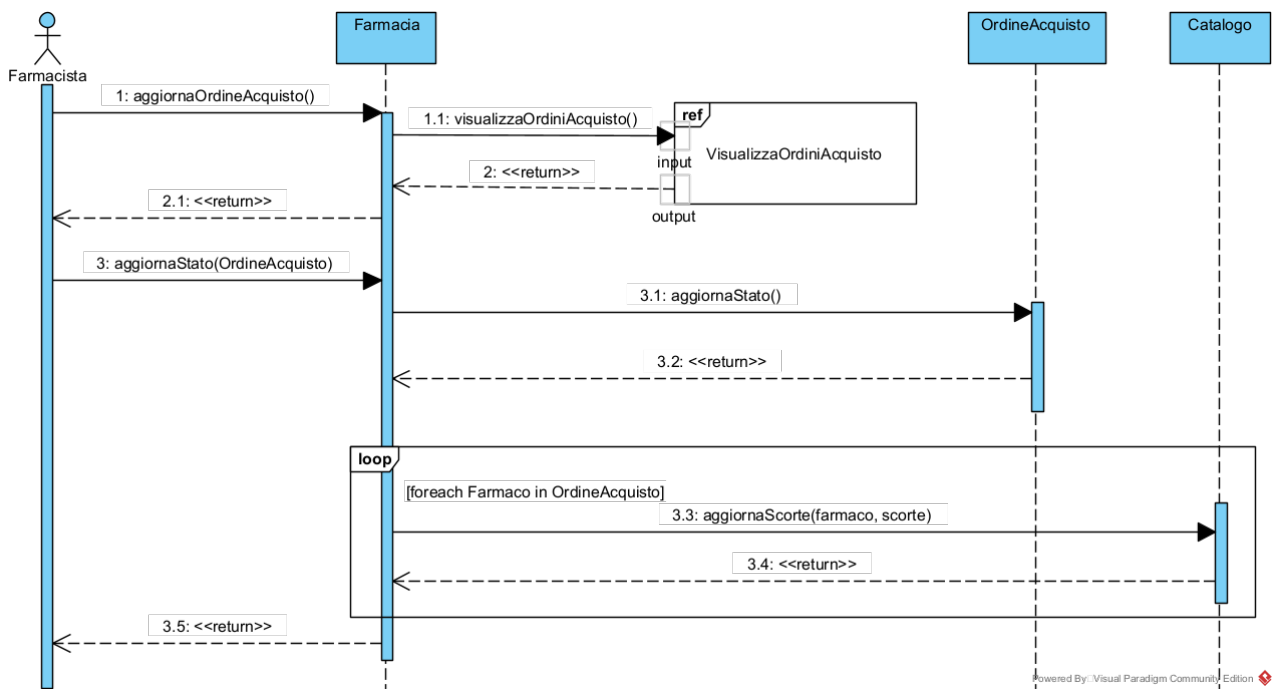 Farmacia
OrdineAcquisto
Catalogo
Farmacista
1: aggiornaOrdineAcquisto()
1.1: visualizzaOrdiniAcquisto()
ref
VisualizzaOrdiniAcquisto
input
2: <<return>>
2.1: <<return>>
output
3: aggiornaStato(OrdineAcquisto)
3.1: aggiornaStato()
3.2: <<return>>
loop
[foreach Farmaco in OrdineAcquisto]
3.3: aggiornaScorte(farmaco, scorte)
3.4: <<return>>
3.5: <<return>>
Powered By Visual Paradigm Community Edition